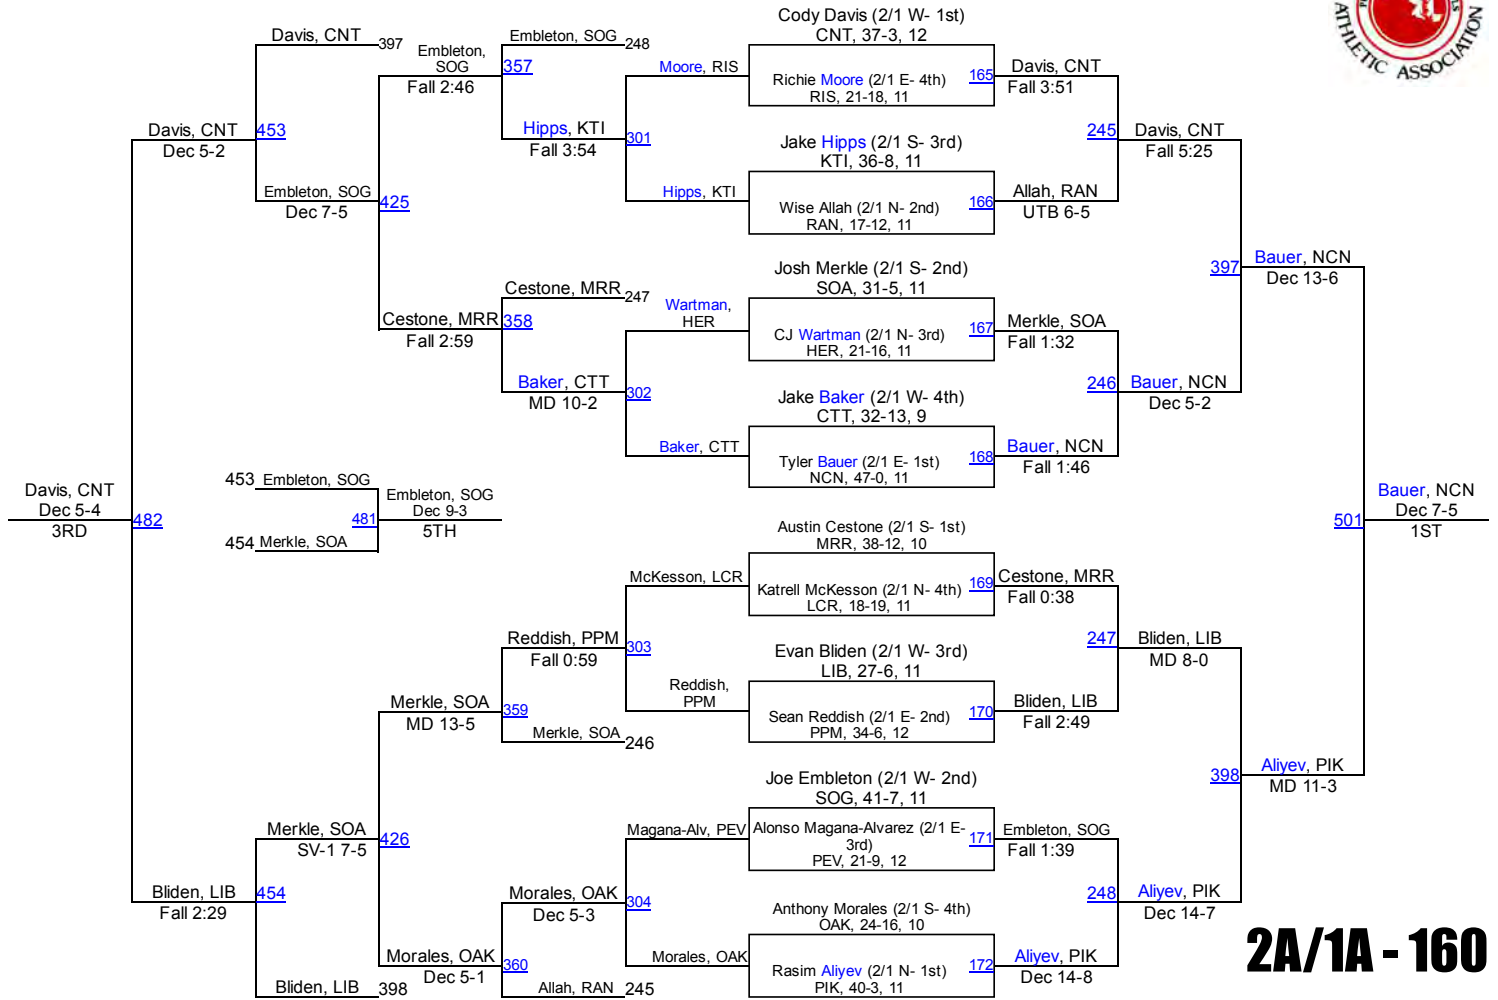 Cody Davis (2/1 W- 1st)
CNT, 37-3, 12
ATHLETIC ASSOCIATION
Davis, CNT
397
Embleton,
SOG
Fall 2:46
Embleton, SOG
248
357
Moore, RIS
Richie Moore (2/1 E- 4th)
RIS, 21-18, 11
165
Davis, CNT
Fall 3:51
Davis, CNT
Dec 5-2
453
Hipps, KTI
Fall 3:54
301
Jake Hipps (2/1 S- 3rd)
KTI, 36-8, 11
245
Davis, CNT
Fall 5:25
Embleton, SOG
Dec 7-5
425
Hipps, KTI
Wise Allah (2/1 N- 2nd)
RAN, 17-12, 11
166
Allah, RAN
UTB 6-5
Josh Merkle (2/1 S- 2nd)
SOA, 31-5, 11
397
Bauer, NCN
Dec 13-6
Cestone, MRR
247
Cestone, MRR
Fall 2:59
358
Wartman,
HER
CJ Wartman (2/1 N- 3rd)
HER, 21-16, 11
167
Merkle, SOA
Fall 1:32
Baker, CTT
MD 10-2
302
Jake Baker (2/1 W- 4th)
CTT, 32-13, 9
246
Bauer, NCN
Dec 5-2
Baker, CTT
Tyler Bauer (2/1 E- 1st)
NCN, 47-0, 11
168
Bauer, NCN
Fall 1:46
453
Embleton, SOG
Embleton, SOG
Dec 9-3
5TH
481
454
Merkle, SOA
Davis, CNT
Dec 5-4
3RD
482
Bauer, NCN
Dec 7-5
1ST
501
Austin Cestone (2/1 S- 1st)
MRR, 38-12, 10
McKesson, LCR
Katrell McKesson (2/1 N- 4th)
LCR, 18-19, 11
169
Cestone, MRR
Fall 0:38
Reddish, PPM
Fall 0:59
303
Evan Bliden (2/1 W- 3rd)
LIB, 27-6, 11
247
Bliden, LIB
MD 8-0
Merkle, SOA
MD 13-5
359
Reddish,
PPM
Sean Reddish (2/1 E- 2nd)
PPM, 34-6, 12
170
Bliden, LIB
Fall 2:49
Merkle, SOA
246
Joe Embleton (2/1 W- 2nd)
SOG, 41-7, 11
398
Aliyev, PIK
MD 11-3
Merkle, SOA
SV-1 7-5
426
Magana-Alv, PEV
Alonso Magana-Alvarez (2/1 E-
3rd)
PEV, 21-9, 12
171
Embleton, SOG
Fall 1:39
Bliden, LIB
Fall 2:29
454
Morales, OAK
Dec 5-3
304
Anthony Morales (2/1 S- 4th)
OAK, 24-16, 10
248
Aliyev, PIK
Dec 14-7
Morales, OAK
Dec 5-1
360
Morales, OAK
Rasim Aliyev (2/1 N- 1st)
PIK, 40-3, 11
172
Aliyev, PIK
Dec 14-8
Bliden, LIB
398
Allah, RAN
245
2A/1A - 160